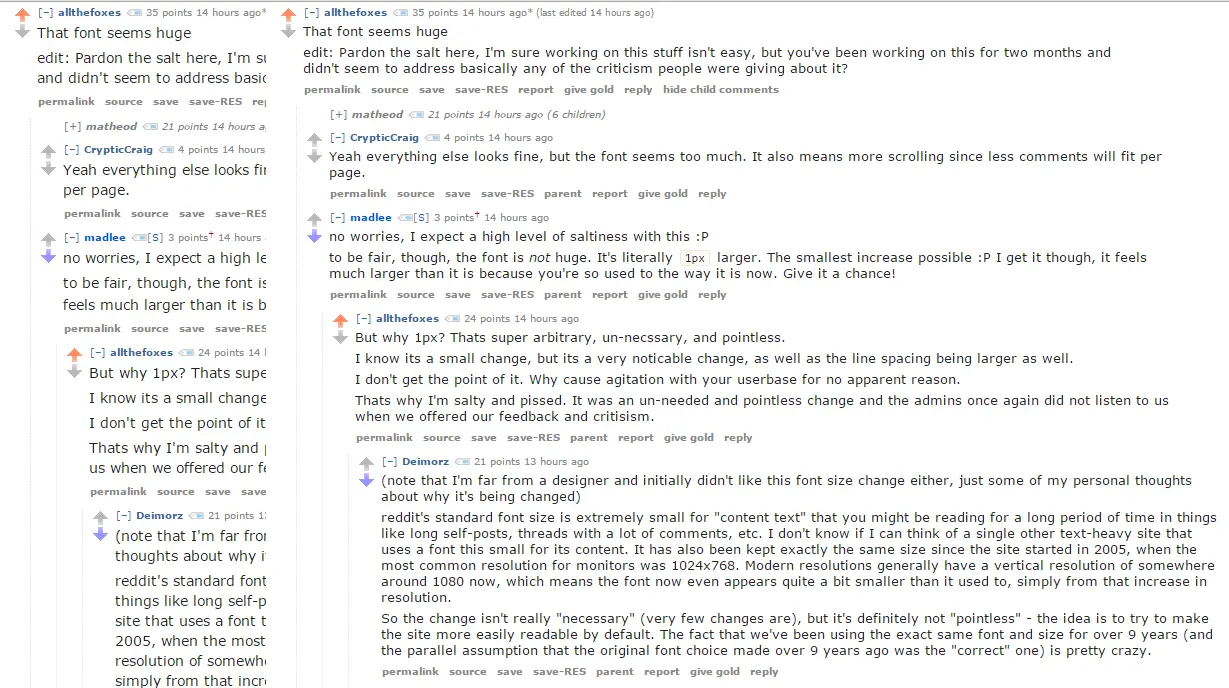 [-] allthefoxes 35 points 14 hours ago*
That font seems huge
edit: Pardon the salt here, I'm su
and didn't seem to address basic
permalink source save save-RES rep
[+] matheod 21 points 14 hours a
[-] CrypticCraig 4 points 14 hours
Yeah everything else looks fin
per page.
permalink source save save-RES
[-] madlee [S] 3 points† 14 hours
no worries, I expect a high le
to be fair, though, the font is
feels much larger than it is b
permalink source save save-RES
[-] allthefoxes 24 points 14
But why 1px? Thats supe
I know its a small change
I don't get the point of it
Thats why I'm salty and
us when we offered our fe
permalink source save save
[-] Deimorz 21 points 13
(note that I'm far from
thoughts about why i
reddit's standard font
things like long self-p
site that uses a font t
2005, when the most
resolution of somewh
simply from that incre
[-] allthefoxes 35 points 14 hours ago* (last edited 14 hours ago)
That font seems huge
edit: Pardon the salt here, I'm sure working on this stuff isn't easy, but you've been working on this for two months and
didn't seem to address basically any of the criticism people were giving about it?
permalink source save save-RES report give gold reply hide child comments
[+] matheod 21 points 14 hours ago (6 children)
[-] CrypticCraig 4 points 14 hours ago
Yeah everything else looks fine, but the font seems too much. It also means more scrolling since less comments will fit per
page.
permalink source save save-RES parent report give gold reply
[-] madlee [S] 3 points† 14 hours ago
no worries, I expect a high level of saltiness with this :P
to be fair, though, the font is not huge. It's literally 1px larger. The smallest increase possible :P I get it though, it feels
much larger than it is because you're so used to the way it is now. Give it a chance!
permalink source save save-RES parent report give gold reply
[-] allthefoxes 24 points 14 hours ago
But why 1px? Thats super arbitrary, un-necssary, and pointless.
I know its a small change, but its a very noticable change, as well as the line spacing being larger as well.
I don't get the point of it. Why cause agitation with your userbase for no apparent reason.
Thats why I'm salty and pissed. It was an un-needed and pointless change and the admins once again did not listen to us
when we offered our feedback and critisism.
permalink source save save-RES parent report give gold reply
[-] Deimorz 21 points 13 hours ago
(note that I'm far from a designer and initially didn't like this font size change either, just some of my personal thoughts
about why it's being changed)
reddit's standard font size is extremely small for "content text" that you might be reading for a long period of time in things
like long self-posts, threads with a lot of comments, etc. I don't know if I can think of a single other text-heavy site that
uses a font this small for its content. It has also been kept exactly the same size since the site started in 2005, when the
most common resolution for monitors was 1024x768. Modern resolutions generally have a vertical resolution of somewhere
around 1080 now, which means the font now even appears quite a bit smaller than it used to, simply from that increase in
resolution.
So the change isn't really "necessary" (very few changes are), but it's definitely not "pointless" - the idea is to try to make
the site more easily readable by default. The fact that we've been using the exact same font and size for over 9 years (and
the parallel assumption that the original font choice made over 9 years ago was the "correct" one) is pretty crazy.
permalink source save save-RES parent report give gold reply